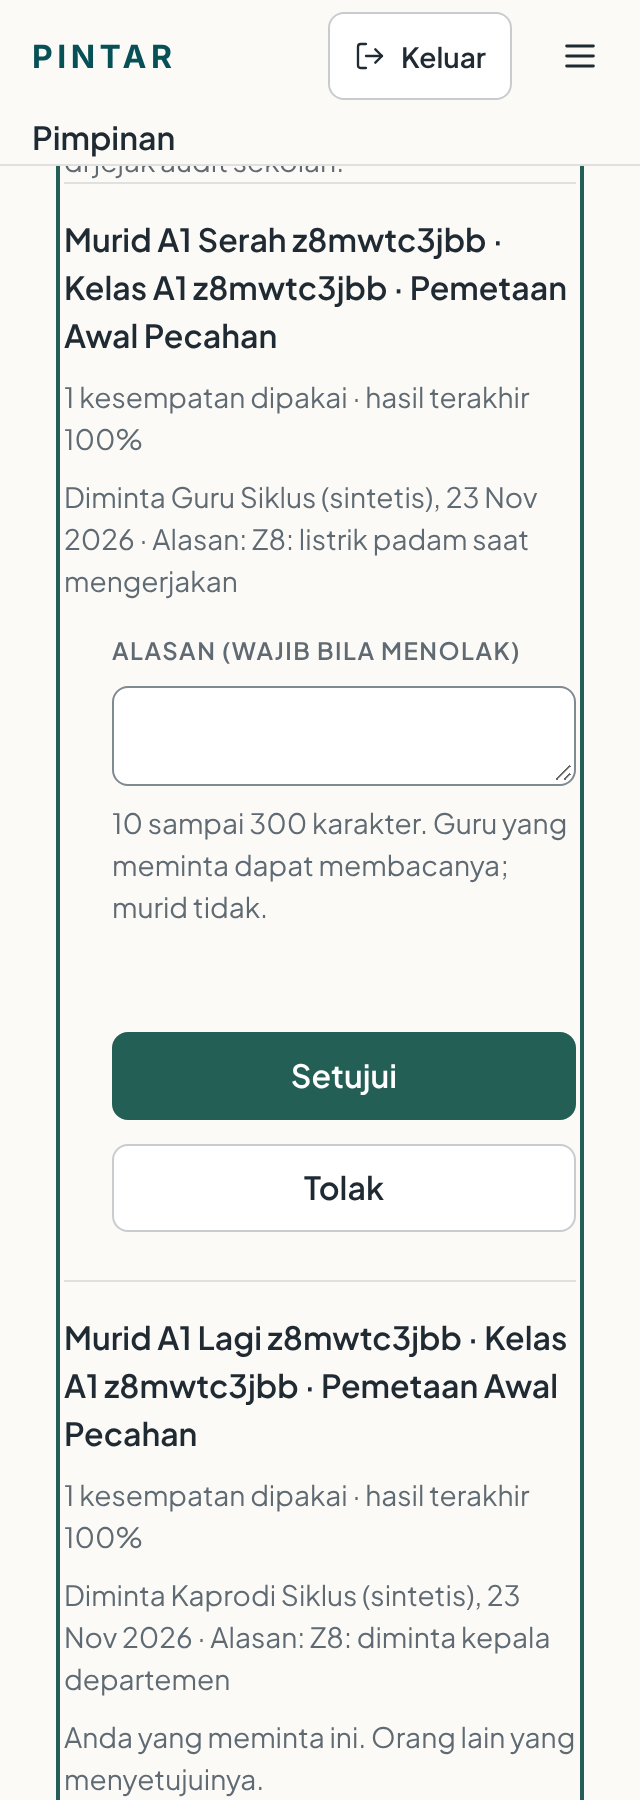 PINTAR
Keluar
Pimpinan
di jejak audit sekolah.
Murid A1 Serah z8mwtc3jbb ·
Kelas A1 z8mwtc3jbb · Pemetaan
Awal Pecahan
1 kesempatan dipakai · hasil terakhir
100%
Diminta Guru Siklus (sintetis), 23 Nov
2026 · Alasan: Z8: listrik padam saat
mengerjakan
ALASAN (WAJIB BILA MENOLAK)
10 sampai 300 karakter. Guru yang
meminta dapat membacanya;
murid tidak.
Setujui
Tolak
Murid A1 Lagi z8mwtc3jbb · Kelas
A1 z8mwtc3jbb · Pemetaan Awal
Pecahan
1 kesempatan dipakai · hasil terakhir
100%
Diminta Kaprodi Siklus (sintetis), 23
Nov 2026 · Alasan: Z8: diminta kepala
departemen
Anda yang meminta ini. Orang lain yang
menyetujuinya.